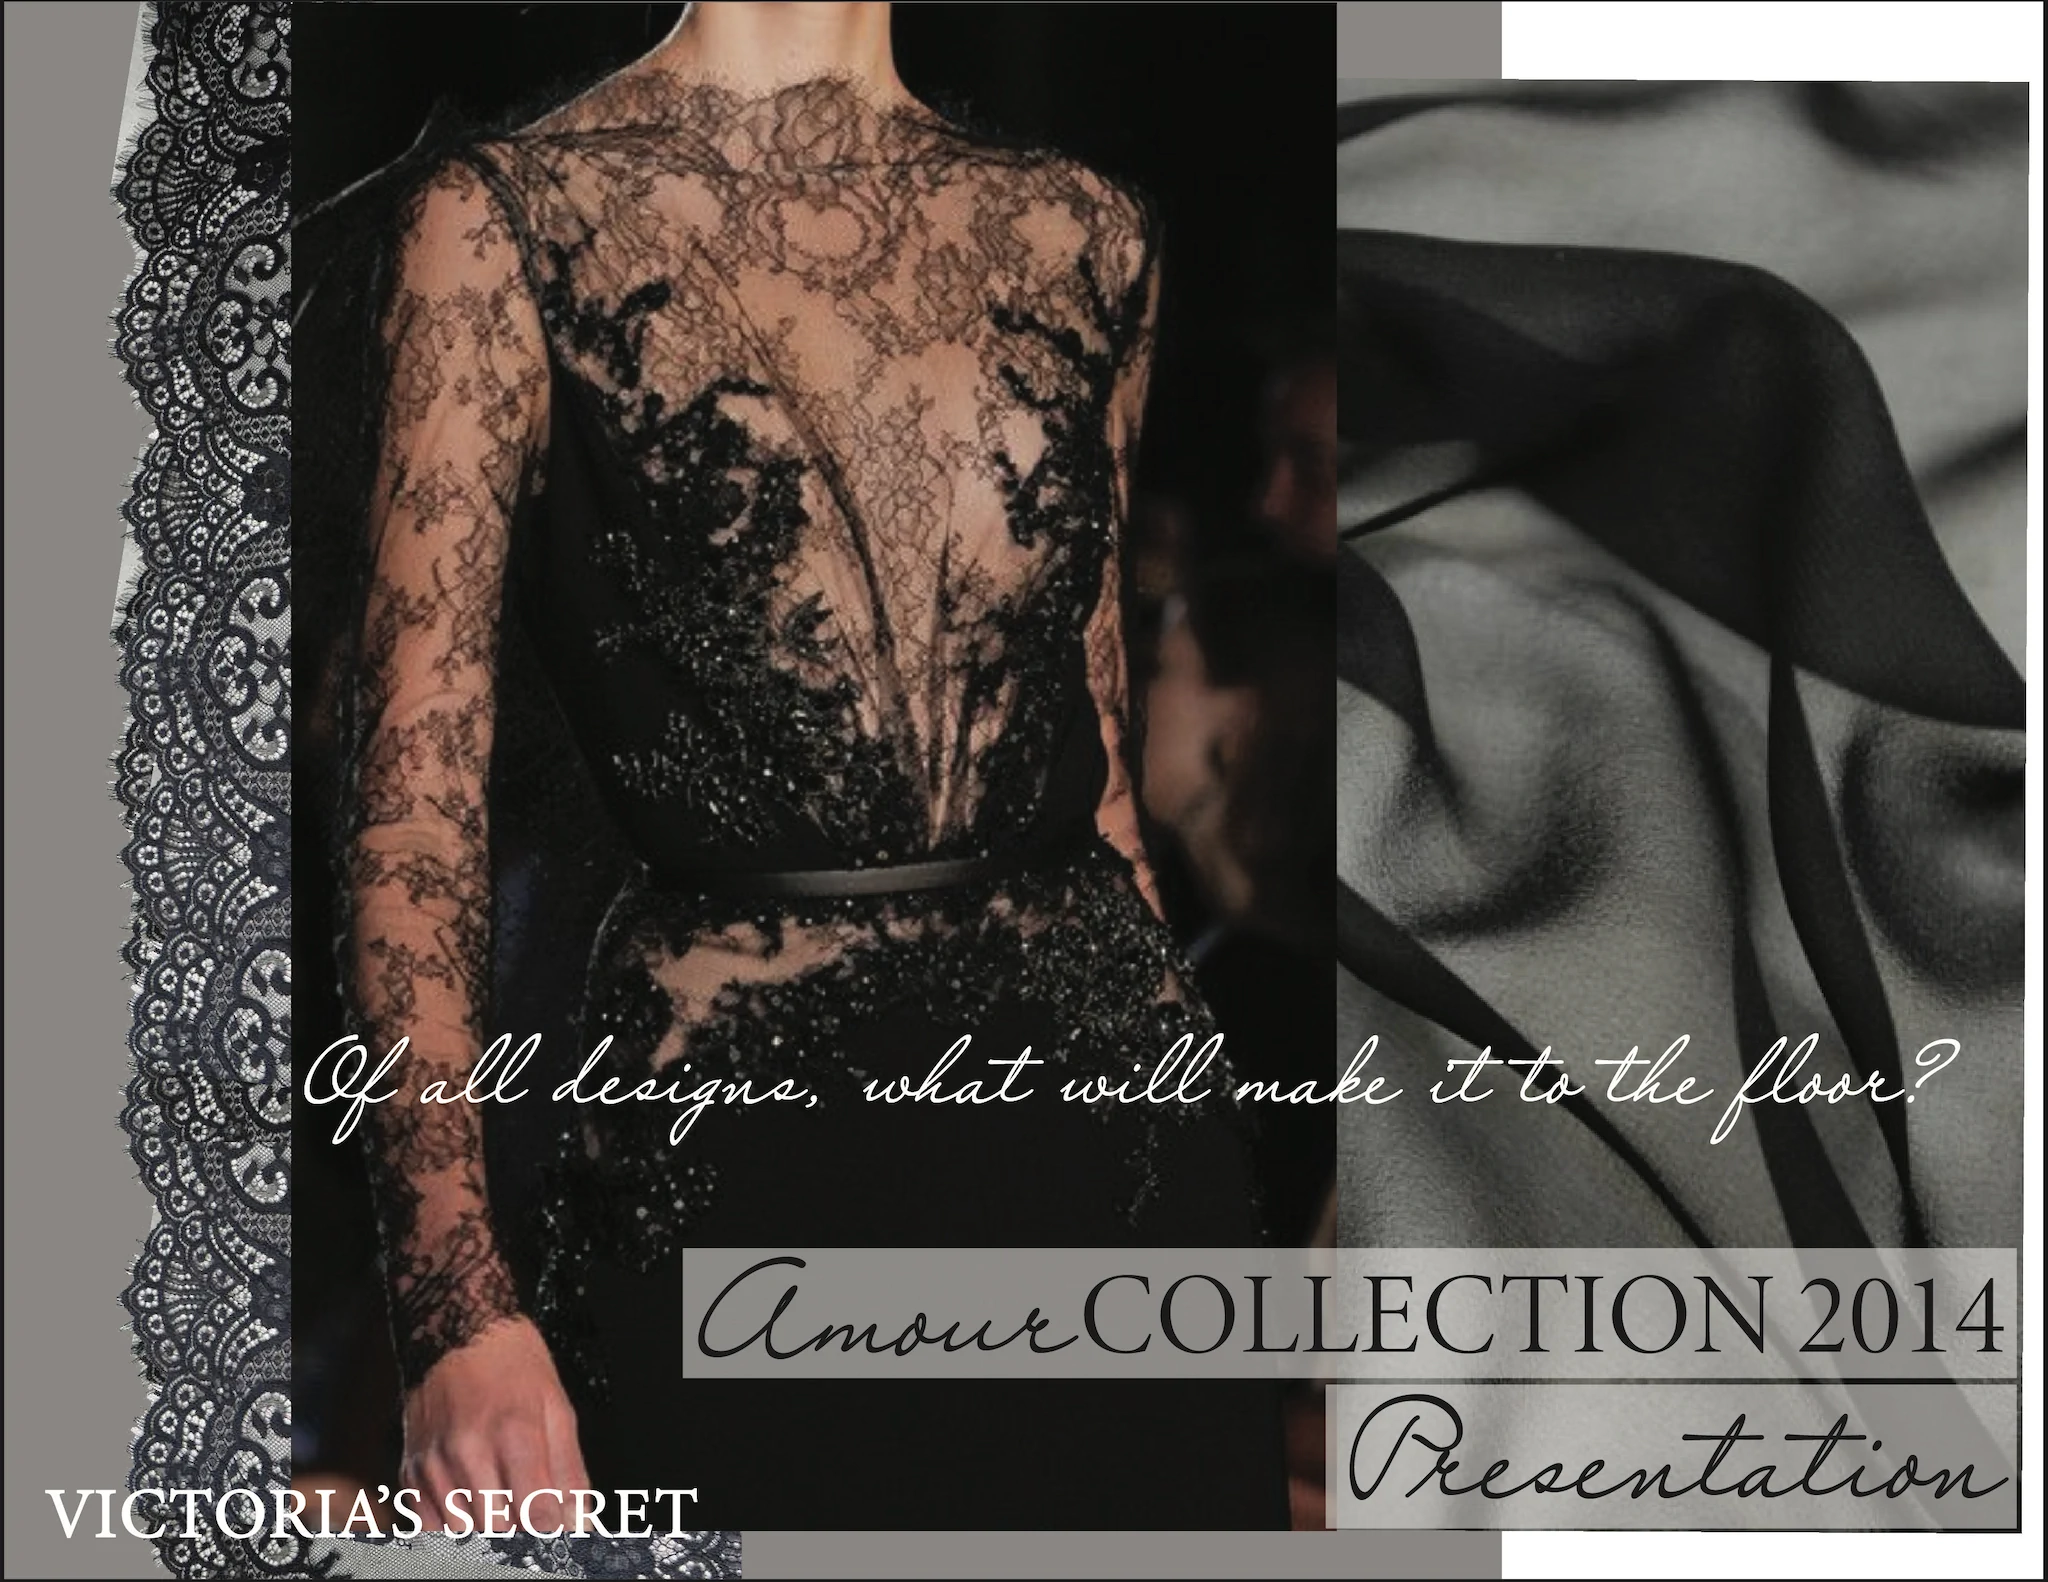 Of all designs, what will make it to the floor?
Amour COLLECTION 2014
Presentation
VICTORIA'S SECRET